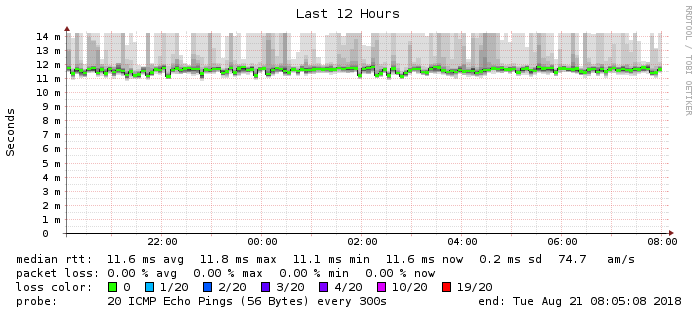 Last 12 Hours
RRDTOOL / TOBI OETIKER
Seconds
14 m
13 m
12 m
11 m
10 m
9 m
8 m
7 m
6 m
5 m
4 m
3 m
2 m
1 m
0
22:00 00:00 02:00 04:00 06:00 08:00
median rtt: 11.6 ms avg 11.8 ms max 11.1 ms min 11.6 ms now 0.2 ms sd 74.7 am/s
packet loss: 0.00 % avg 0.00 % max 0.00 % min 0.00 % now
loss color: 0 1/20 2/20 3/20 4/20 10/20 19/20
probe: 20 ICMP Echo Pings (56 Bytes) every 300s end: Tue Aug 21 08:05:08 2018